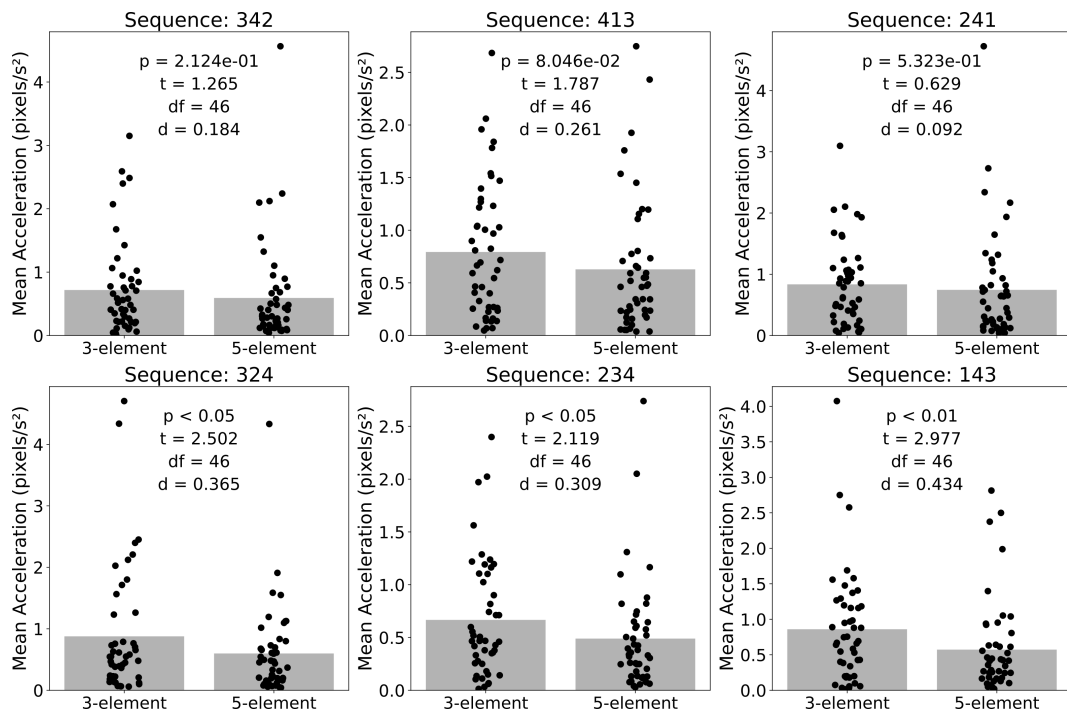 Sequence: 342
Mean Acceleration (pixels/s²)
4
3
2
1
0
p = 2.124e-01
t = 1.265
df = 46
d = 0.184
3-element
5-element
Sequence: 413
Mean Acceleration (pixels/s²)
2.5
2.0
1.5
1.0
0.5
0.0
p = 8.046e-02
t = 1.787
df = 46
d = 0.261
3-element
5-element
Sequence: 241
Mean Acceleration (pixels/s²)
4
3
2
1
0
p = 5.323e-01
t = 0.629
df = 46
d = 0.092
3-element
5-element
Sequence: 324
Mean Acceleration (pixels/s²)
4
3
2
1
0
p < 0.05
t = 2.502
df = 46
d = 0.365
3-element
5-element
Sequence: 234
Mean Acceleration (pixels/s²)
2.5
2.0
1.5
1.0
0.5
0.0
p < 0.05
t = 2.119
df = 46
d = 0.309
3-element
5-element
Sequence: 143
Mean Acceleration (pixels/s²)
4.0
3.5
3.0
2.5
2.0
1.5
1.0
0.5
0.0
p < 0.01
t = 2.977
df = 46
d = 0.434
3-element
5-element